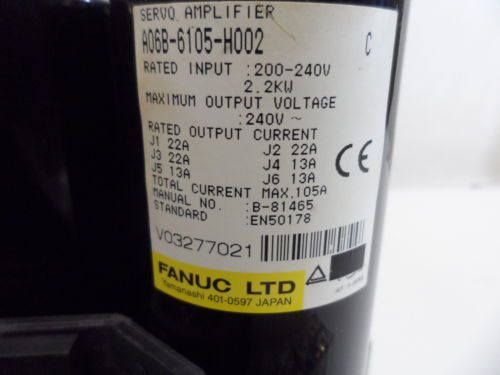 SERVO AMPLIFIER
A06B-6105-H002 C
RATED INPUT :200-240V
2.2KW
MAXIMUM OUTPUT VOLTAGE
:240V ~
RATED OUTPUT CURRENT
J1 22A J2 22A
J3 22A J4 13A
J5 13A J6 13A
TOTAL CURRENT MAX.105A
MANUAL NO. :B-81465
STANDARD :EN50178
CE
V03277021
FANUC LTD
Yamanashi 401-0597 JAPAN